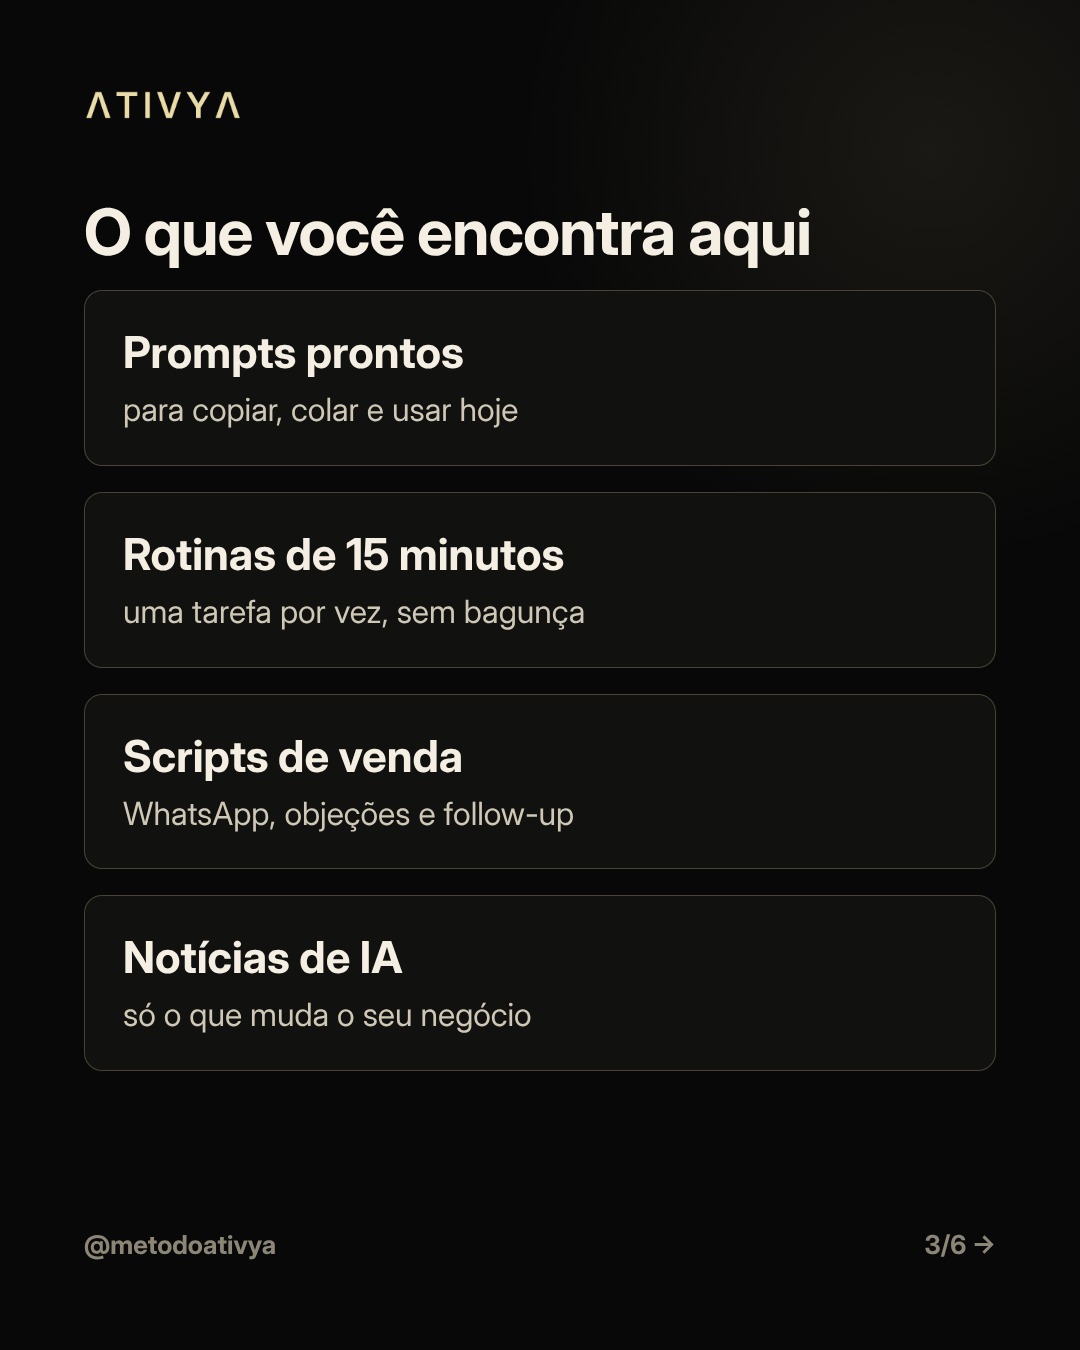 ATIVYA
O que você encontra aqui
Prompts prontos
para copiar, colar e usar hoje
Rotinas de 15 minutos
uma tarefa por vez, sem bagunça
Scripts de venda
WhatsApp, objeções e follow-up
Notícias de IA
só o que muda o seu negócio
@metodoativya
3/6 →